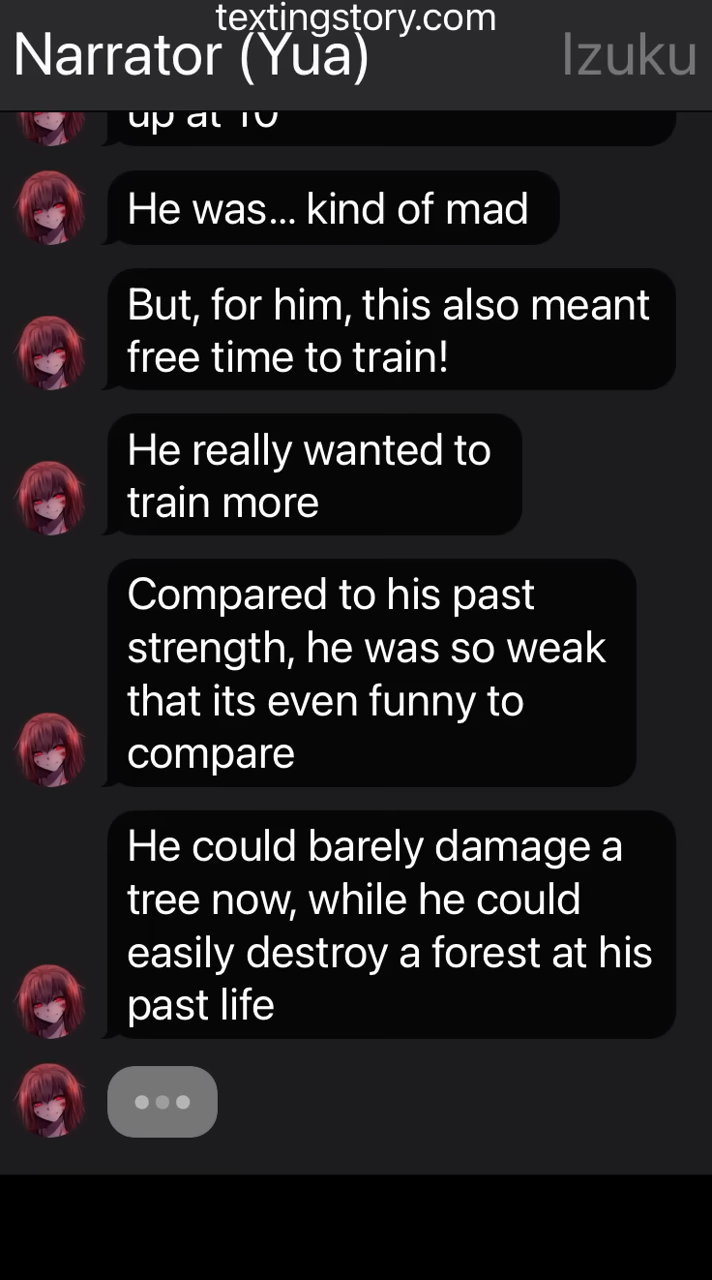 textingstory.com
Narrator (Yua)
Izuku
up at 10
He was... kind of mad
But, for him, this also meant
free time to train!
He really wanted to
train more
Compared to his past
strength, he was so weak
that its even funny to
compare
He could barely damage a
tree now, while he could
easily destroy a forest at his
past life